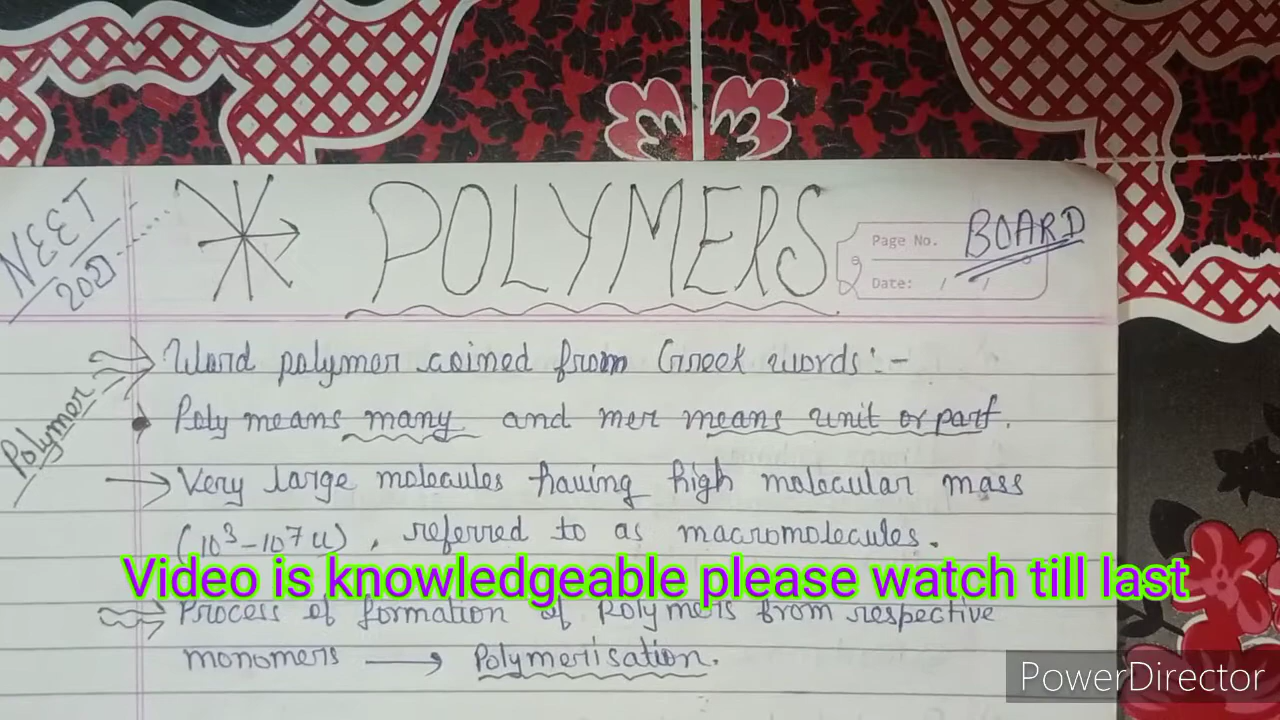 NEET
2021
* POLYMERS
Page No.
BOARD
Date: / /
Polymer
Word polymer coined from Greek words:-
Poly means many and mer means unit or part.
→ Very large molecules having high molecular mass
(10³-10⁷u), referred to as macromolecules.
Video is knowledgeable please watch till last
Process of formation of Polymers from respective
monomers → Polymerisation.
PowerDirector